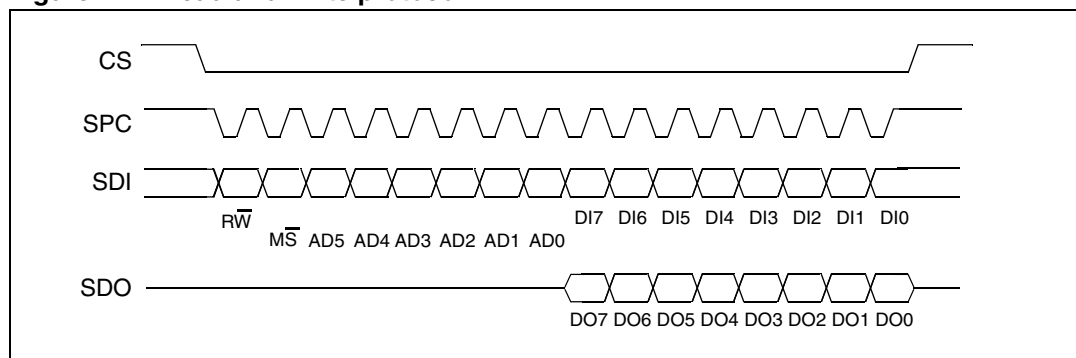 CS
SPC
SDI
RW̅
DI7 DI6 DI5 DI4 DI3 DI2 DI1 DI0
MS̅ AD5 AD4 AD3 AD2 AD1 AD0
SDO
DO7 DO6 DO5 DO4 DO3 DO2 DO1 DO0